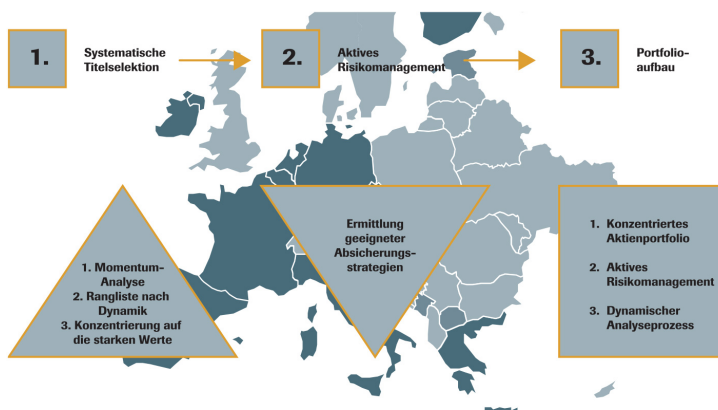 1.
Systematische
Titelselektion
2.
Aktives
Risikomanagement
3.
Portfolio-
aufbau
1. Momentum-
Analyse
2. Rangliste nach
Dynamik
3. Konzentrierung auf
die starken Werte
Ermittlung
geeigneter
Absicherungs-
strategien
1. Konzentriertes
Aktienportfolio
2. Aktives
Risikomanagement
3. Dynamischer
Analyseprozess